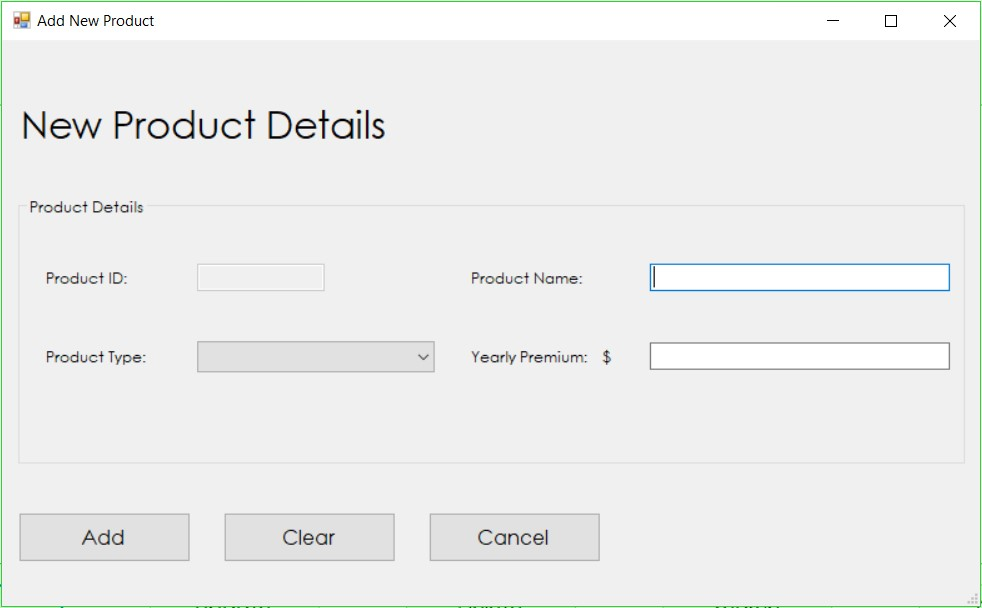 Add New Product
New Product Details
Product Details
Product ID: Product Name:
Product Type: Yearly Premium: $
Add Clear Cancel